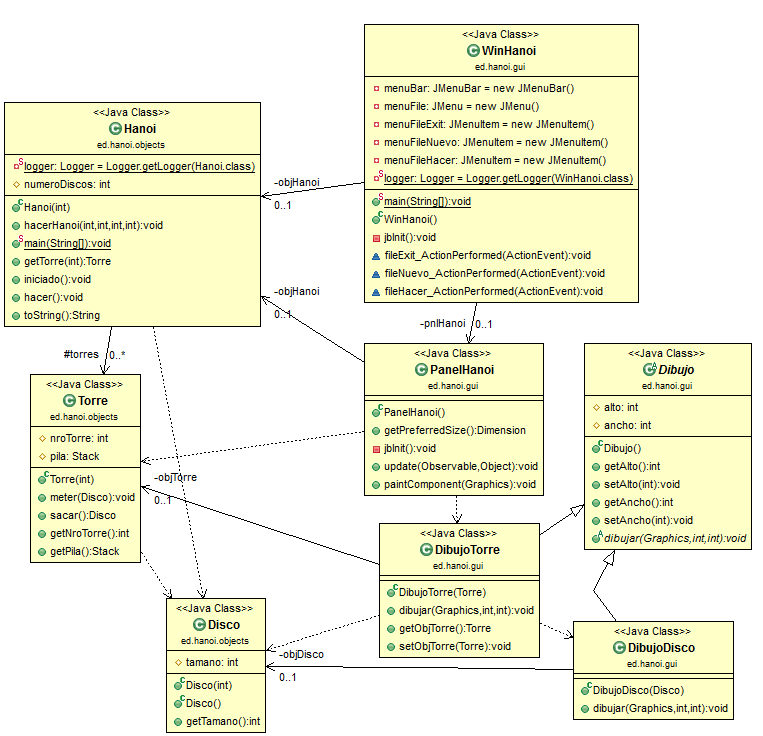 <<Java Class>>
WinHanoi
ed.hanoi.gui
menuBar: JMenuBar = new JMenuBar()
menuFile: JMenu = new JMenu()
menuFileExit: JMenuItem = new JMenuItem()
menuFileNuevo: JMenuItem = new JMenuItem()
menuFileHacer: JMenuItem = new JMenuItem()
logger: Logger = Logger.getLogger(WinHanoi.class)
main(String[]):void
WinHanoi()
jbInit():void
fileExit_ActionPerformed(ActionEvent):void
fileNuevo_ActionPerformed(ActionEvent):void
fileHacer_ActionPerformed(ActionEvent):void
<<Java Class>>
Hanoi
ed.hanoi.objects
logger: Logger = Logger.getLogger(Hanoi.class)
numeroDiscos: int
Hanoi(int)
hacerHanoi(int,int,int,int):void
main(String[]):void
getTorre(int):Torre
iniciado():void
hacer():void
toString():String
-objHanoi
0..1
-objHanoi
0..1
-pnlHanoi
0..1
#torres
0..*
<<Java Class>>
PanelHanoi
ed.hanoi.gui
PanelHanoi()
getPreferredSize():Dimension
jbInit():void
update(Observable,Object):void
paintComponent(Graphics):void
<<Java Class>>
Dibujo
ed.hanoi.gui
alto: int
ancho: int
Dibujo()
getAlto():int
setAlto(int):void
getAncho():int
setAncho(int):void
dibujar(Graphics,int,int):void
<<Java Class>>
Torre
ed.hanoi.objects
nroTorre: int
pila: Stack
Torre(int)
meter(Disco):void
sacar():Disco
getNroTorre():int
getPila():Stack
-objTorre
0..1
<<Java Class>>
DibujoTorre
ed.hanoi.gui
DibujoTorre(Torre)
dibujar(Graphics,int,int):void
getObjTorre():Torre
setObjTorre(Torre):void
<<Java Class>>
Disco
ed.hanoi.objects
tamano: int
Disco(int)
Disco()
getTamano():int
-objDisco
0..1
<<Java Class>>
DibujoDisco
ed.hanoi.gui
DibujoDisco(Disco)
dibujar(Graphics,int,int):void